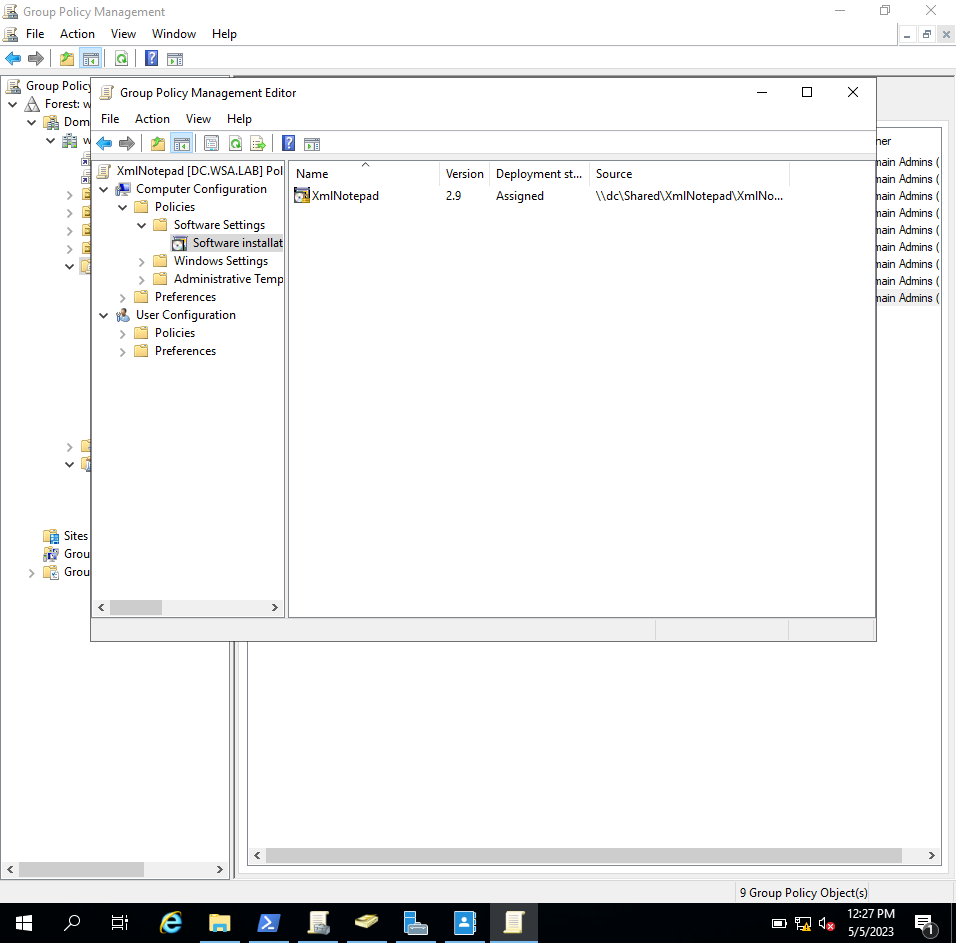 Group Policy Management
File Action View Window Help
Group Policy
Forest: w
Dom
w
Sites
Grou
Grou
Group Policy Management Editor
File Action View Help
XmlNotepad [DC.WSA.LAB] Pol
Computer Configuration
Policies
Software Settings
Software installat
Windows Settings
Administrative Temp
Preferences
User Configuration
Policies
Preferences
Name Version Deployment st... Source
XmlNotepad 2.9 Assigned \\dc\Shared\XmlNotepad\XmlNo...
ner
main Admins (
main Admins (
main Admins (
main Admins (
main Admins (
main Admins (
main Admins (
main Admins (
main Admins (
9 Group Policy Object(s)
12:27 PM
5/5/2023
1